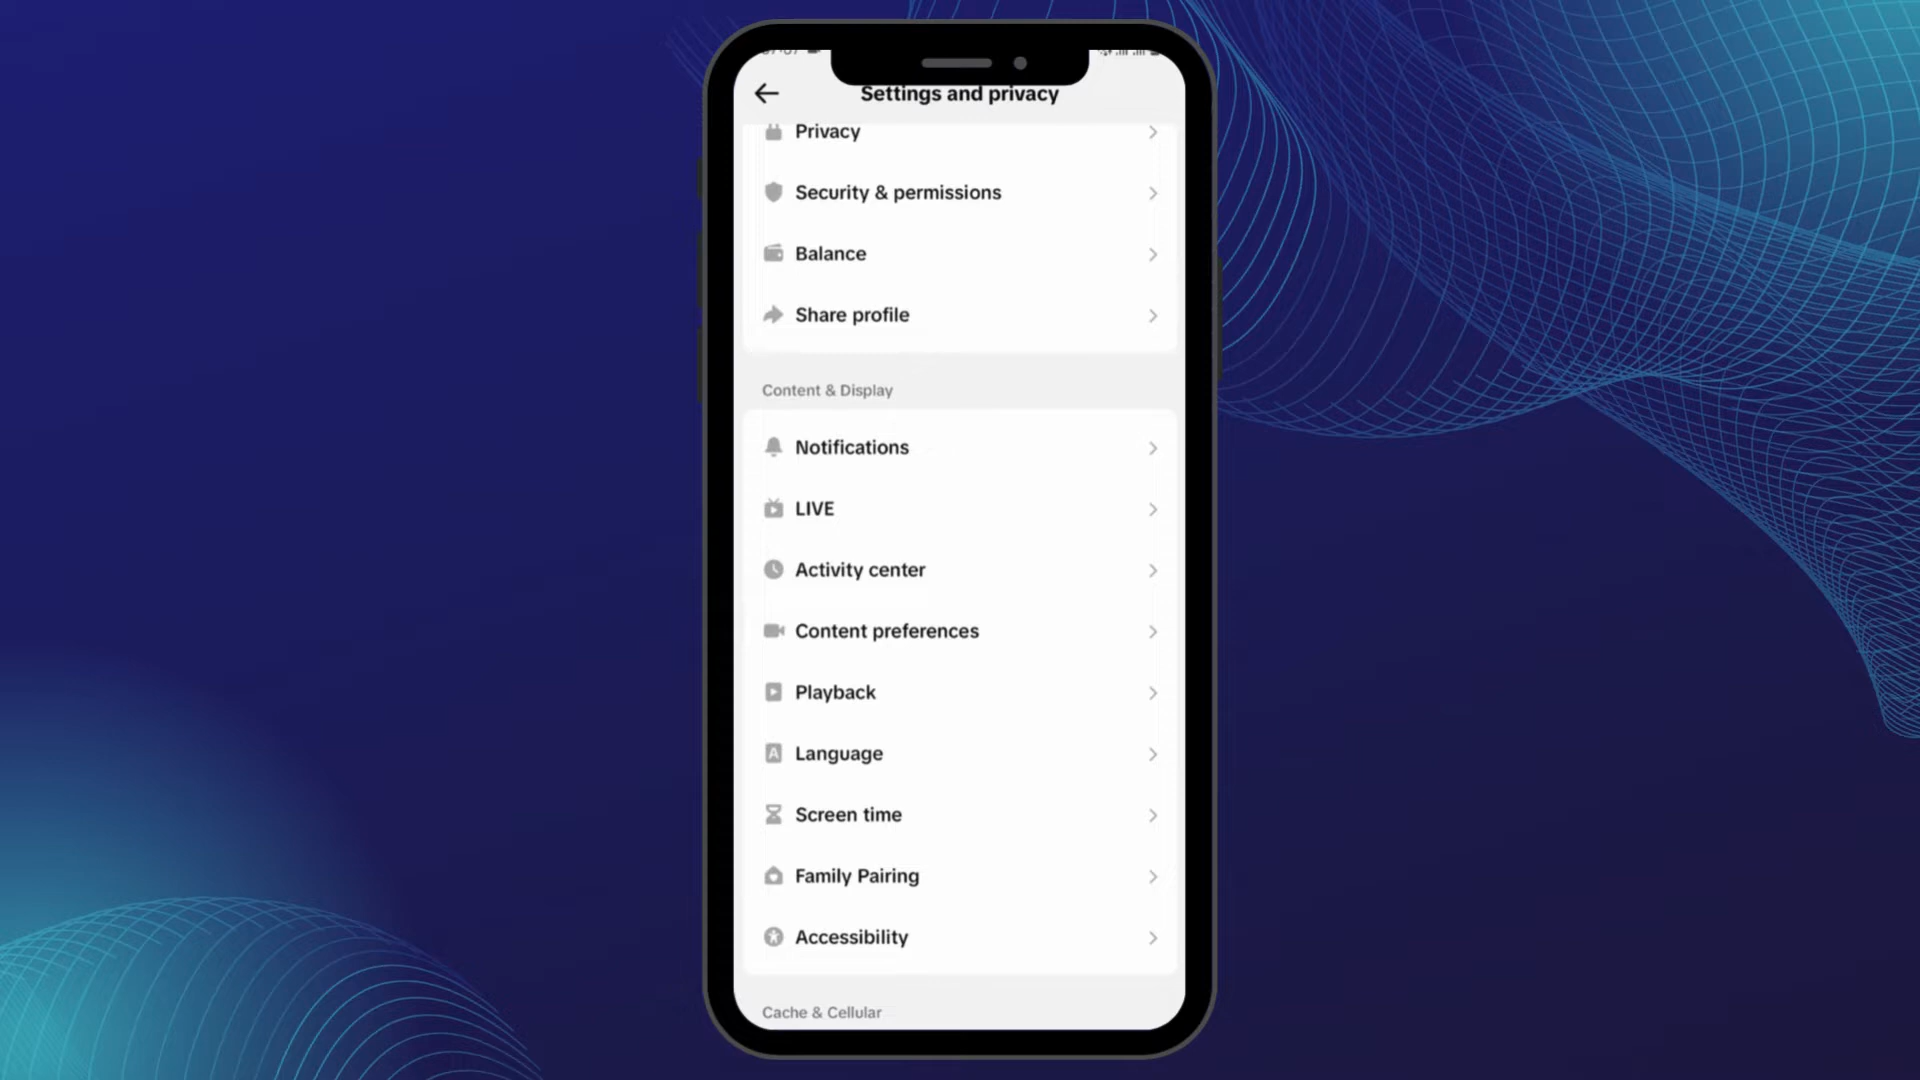 Settings and privacy
Privacy
Security & permissions
Balance
Share profile
Content & Display
Notifications
LIVE
Activity center
Content preferences
Playback
Language
Screen time
Family Pairing
Accessibility
Cache & Cellular